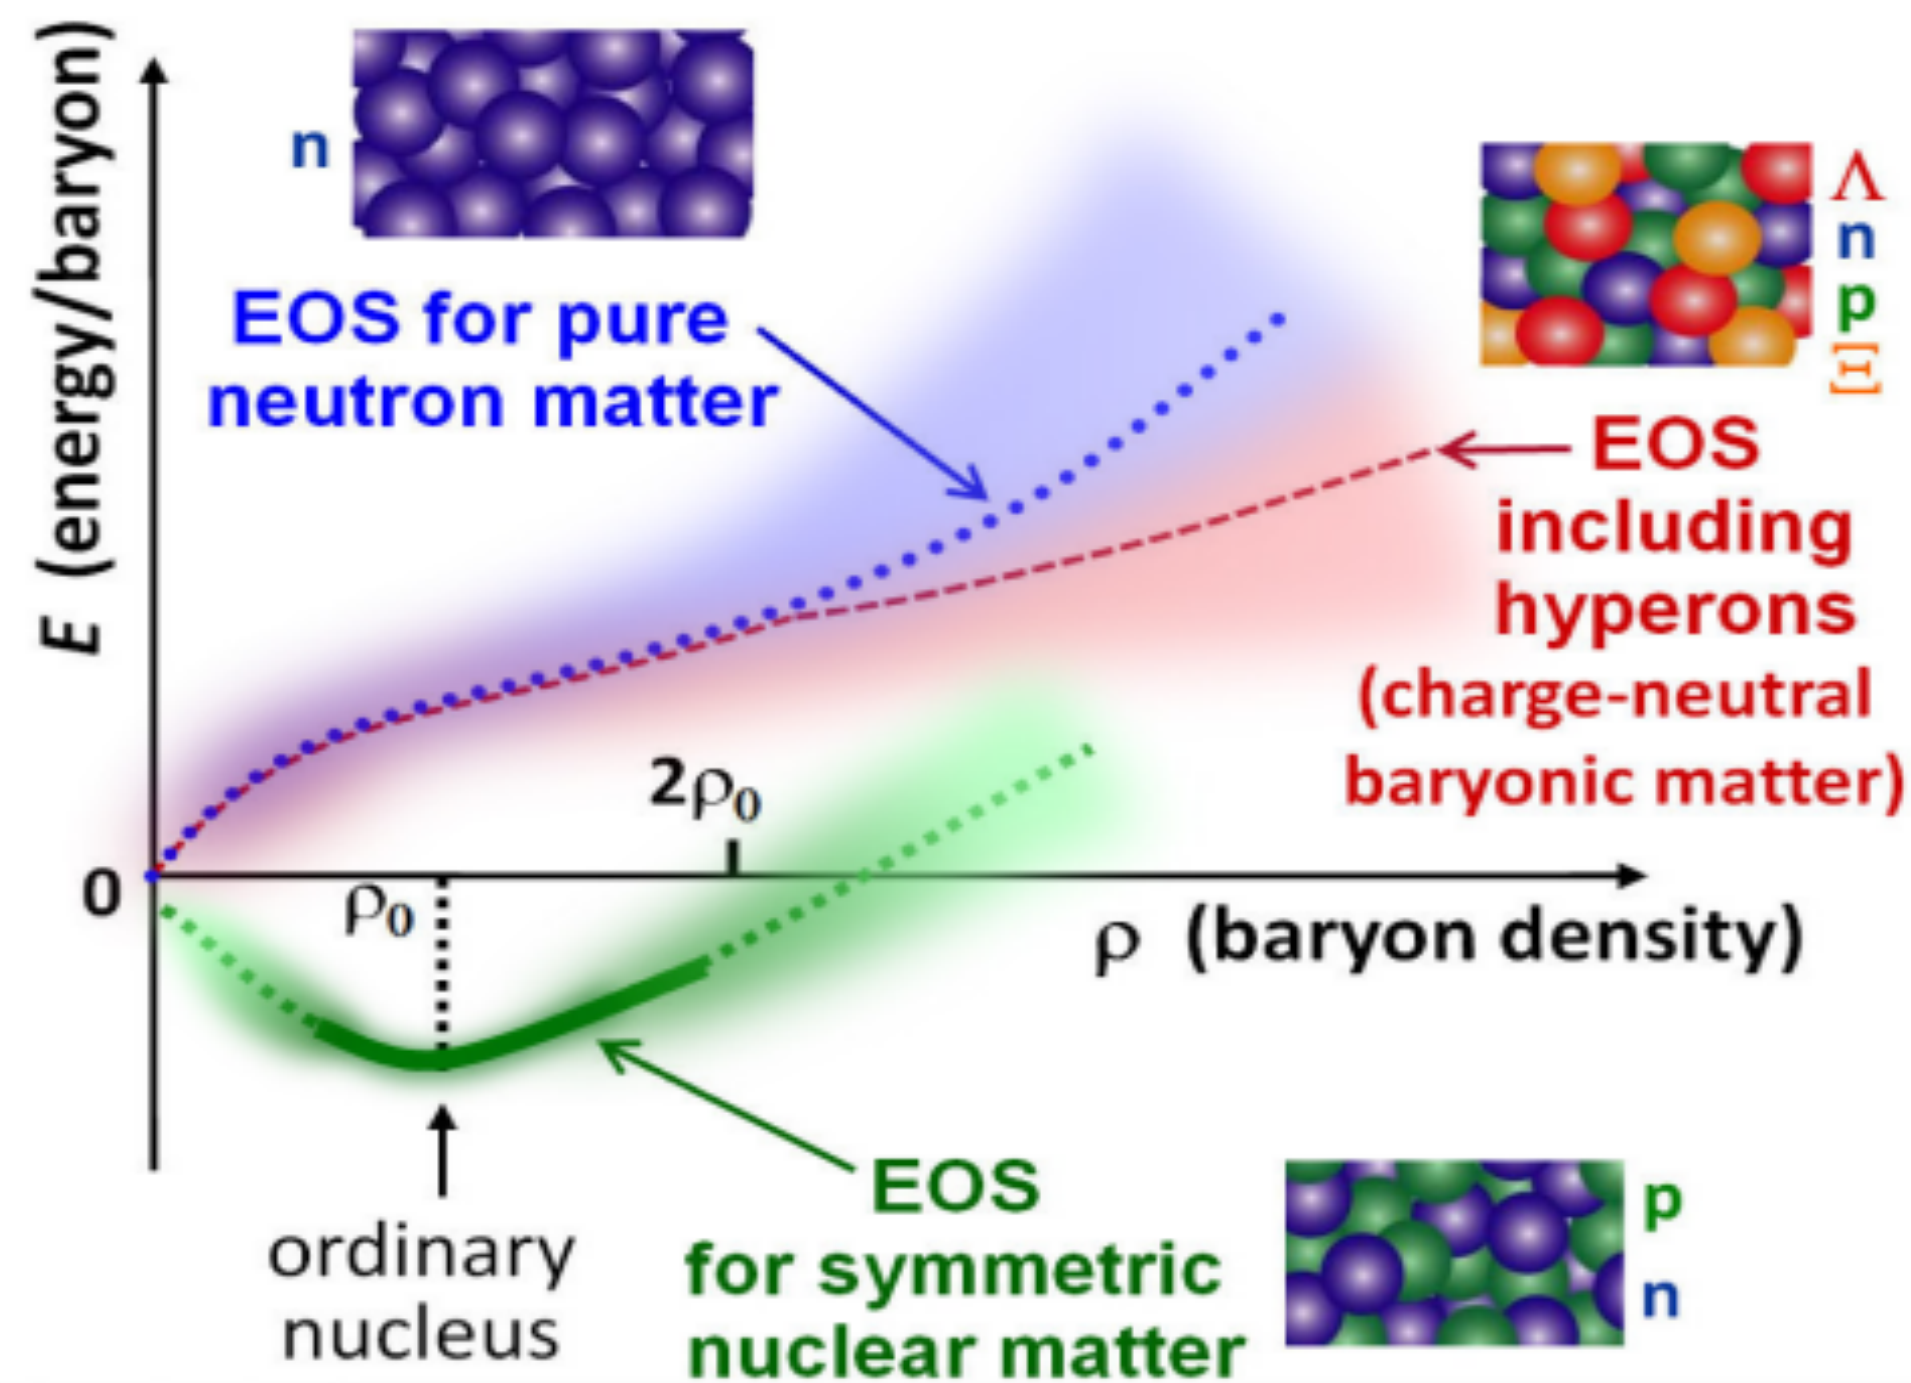 E (energy/baryon)
n
EOS for pure
neutron matter
Λ
n
p
Ξ
EOS
including
hyperons
(charge-neutral
baryonic matter)
2ρ0
0
ρ0
ρ (baryon density)
ordinary
nucleus
EOS
for symmetric
nuclear matter
p
n